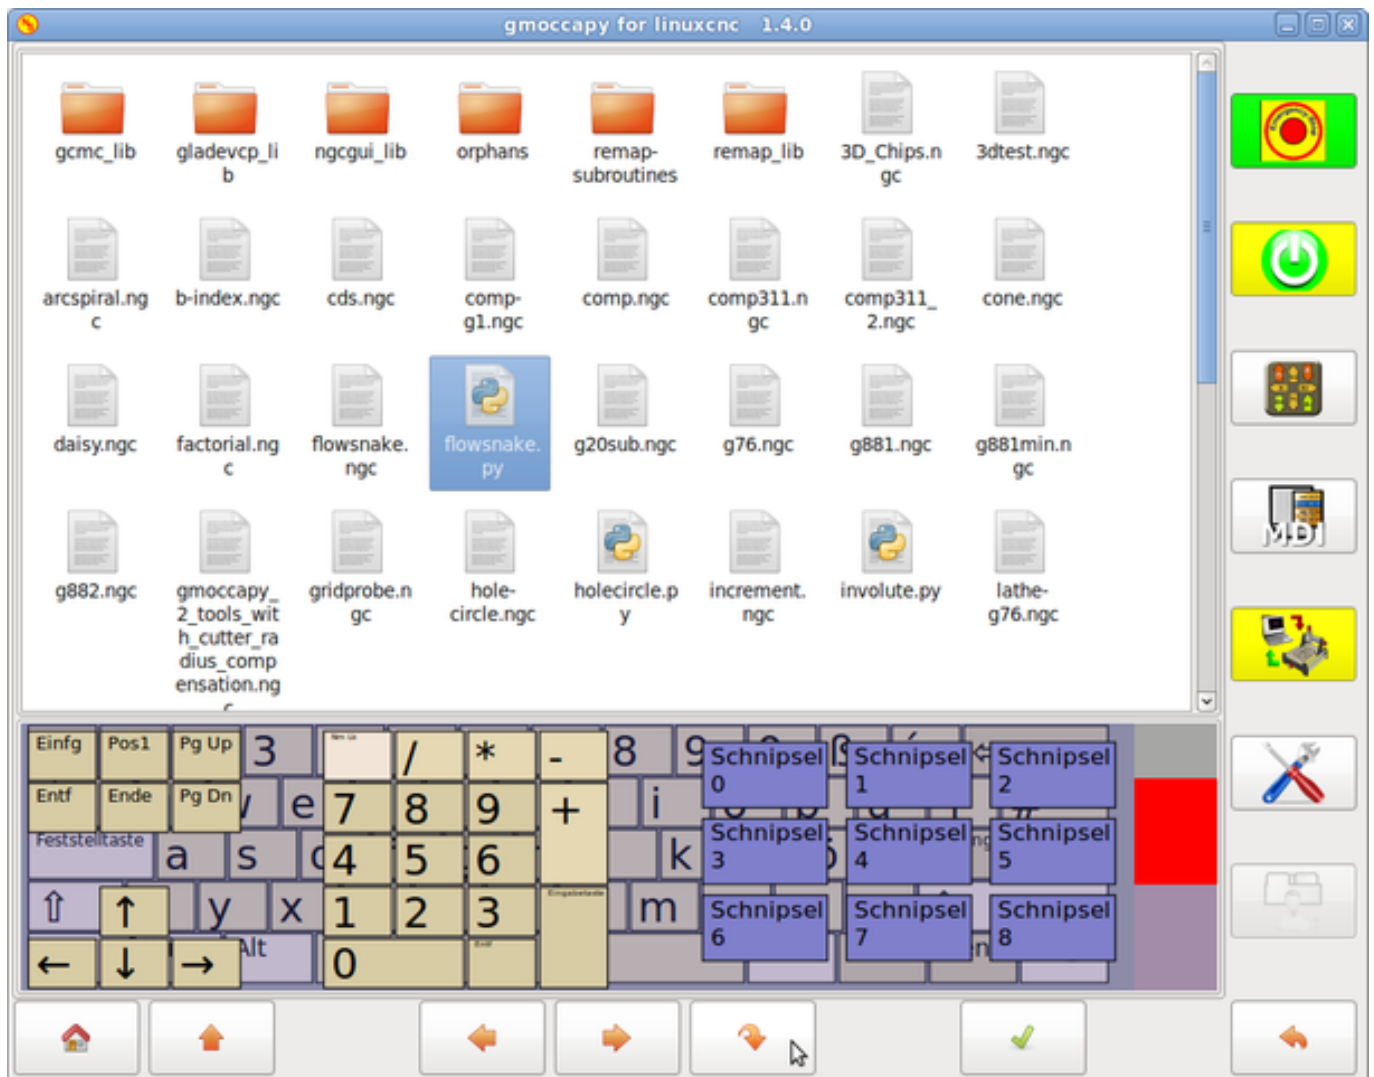 gmoccapy for linuxcnc 1.4.0
gcmc_lib
gladevcp_li
b
ngcgui_lib
orphans
remap-
subroutines
remap_lib
3D_Chips.n
gc
3dtest.ngc
arcspiral.ng
c
b-index.ngc
cds.ngc
comp-
g1.ngc
comp.ngc
comp311.n
gc
comp311_
2.ngc
cone.ngc
daisy.ngc
factorial.ng
c
flowsnake.
ngc
flowsnake.
py
g20sub.ngc
g76.ngc
g881.ngc
g881min.n
gc
g882.ngc
gmoccapy_
2_tools_wit
h_cutter_ra
dius_comp
ensation.ng
c
gridprobe.n
gc
hole-
circle.ngc
holecircle.p
y
increment.
ngc
involute.py
lathe-
g76.ngc
MDI
Einfg Pos1 Pg Up 3 / * - 8 9
Entf Ende Pg Dn e 7 8 9 + i
Feststelltaste a s 4 5 6 k
⇧ ↑ y x 1 2 3 Eingabetaste m
← ↓ → Alt 0 Entf
Schnipsel
0
Schnipsel
1
Schnipsel
2
Schnipsel
3
Schnipsel
4
Schnipsel
5
Schnipsel
6
Schnipsel
7
Schnipsel
8